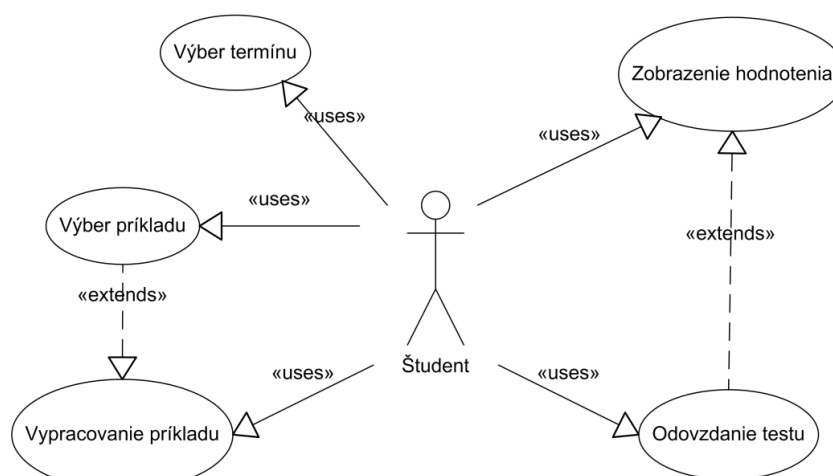 Výber termínu
Zobrazenie hodnotenia
«uses»
«uses»
Výber príkladu
«uses»
«extends»
«extends»
Študent
«uses»
«uses»
Vypracovanie príkladu
Odovzdanie testu